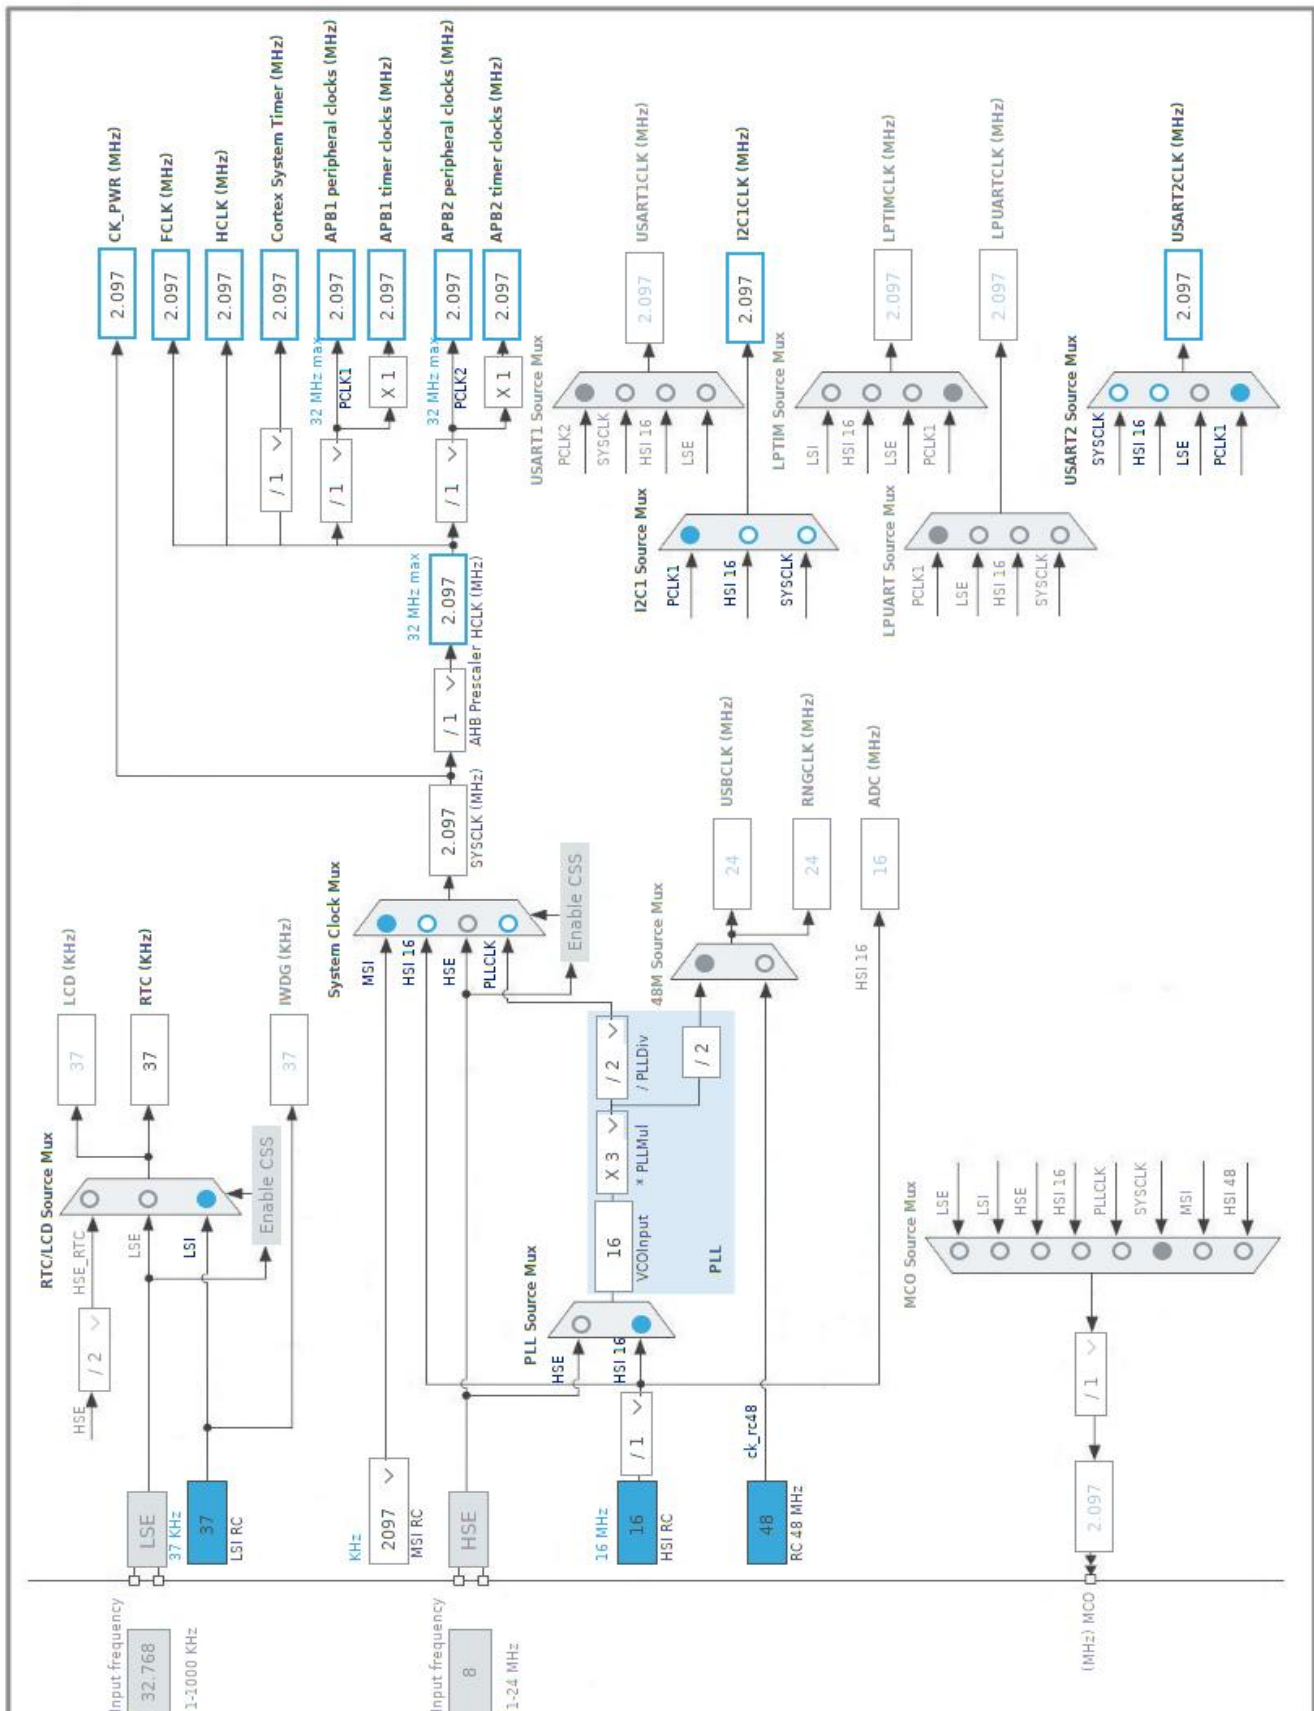 Input frequency
32.768
1-1000 KHz
LSE
37 KHz
37
LSI RC
HSE
/ 2
HSE_RTC
LSE
LSI
RTC/LCD Source Mux
Enable CSS
37
LCD (KHz)
37
RTC (KHz)
37
IWDG (KHz)
KHz
2097
MSI RC
Input frequency
8
1-24 MHz
HSE
16 MHz
16
HSI RC
/ 1
48
RC 48 MHz
ck_rc48
PLL Source Mux
HSE
HSI 16
16
VCOInput
X 3
* PLLMul
/ 2
/ PLLDiv
/ 2
PLL
System Clock Mux
MSI
HSI 16
HSE
PLLCLK
Enable CSS
2.097
SYSCLK (MHz)
/ 1
AHB Prescaler
32 MHz max
2.097
HCLK (MHz)
2.097
CK_PWR (MHz)
2.097
FCLK (MHz)
2.097
HCLK (MHz)
/ 1
2.097
Cortex System Timer (MHz)
/ 1
32 MHz max
PCLK1
2.097
APB1 peripheral clocks (MHz)
X 1
2.097
APB1 timer clocks (MHz)
/ 1
32 MHz max
PCLK2
2.097
APB2 peripheral clocks (MHz)
X 1
2.097
APB2 timer clocks (MHz)
48M Source Mux
24
USBCLK (MHz)
24
RNGCLK (MHz)
HSI 16
16
ADC (MHz)
USART1 Source Mux
PCLK2
SYSCLK
HSI 16
LSE
2.097
USART1CLK (MHz)
I2C1 Source Mux
PCLK1
HSI 16
SYSCLK
2.097
I2C1CLK (MHz)
LPTIM Source Mux
LSI
HSI 16
LSE
PCLK1
2.097
LPTIMCLK (MHz)
LPUART Source Mux
PCLK1
LSE
HSI 16
SYSCLK
2.097
LPUARTCLK (MHz)
USART2 Source Mux
SYSCLK
HSI 16
LSE
PCLK1
2.097
USART2CLK (MHz)
MCO Source Mux
LSE
LSI
HSE
HSI 16
PLLCLK
SYSCLK
MSI
HSI 48
/ 1
2.097
(MHz) MCO